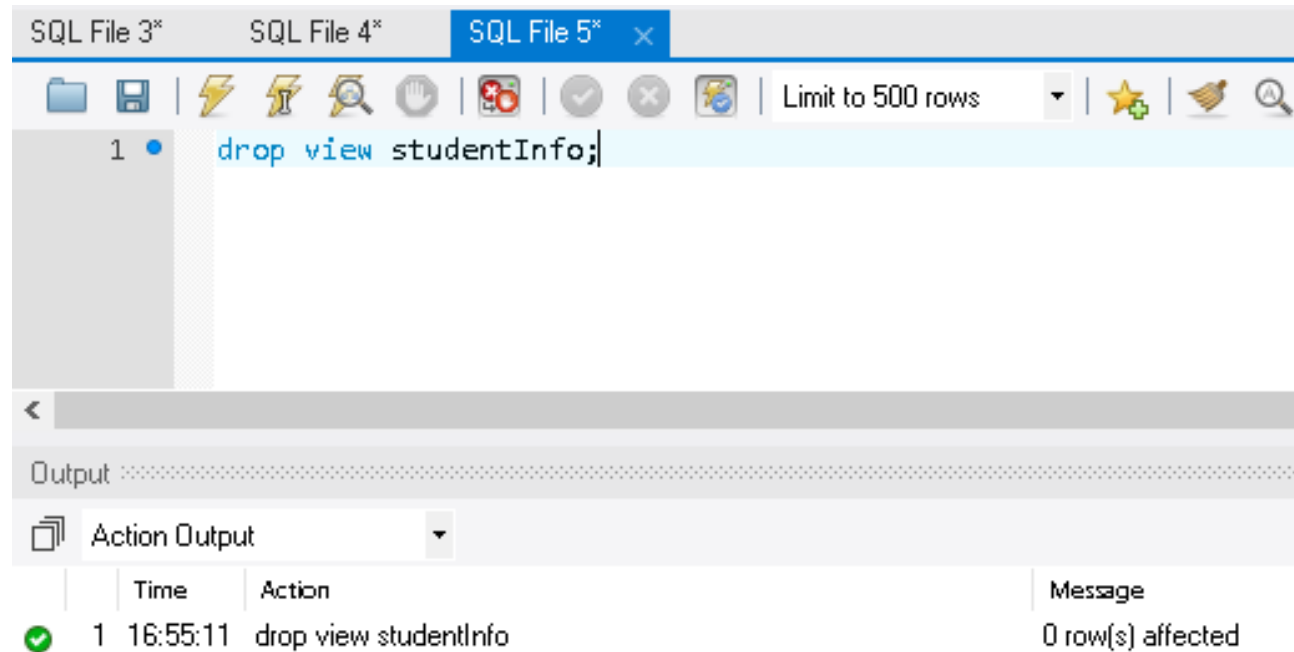 SQL File 3* SQL File 4* SQL File 5*
Limit to 500 rows
1 drop view studentInfo;
Output
Action Output
Time Action Message
1 16:55:11 drop view studentInfo 0 row(s) affected